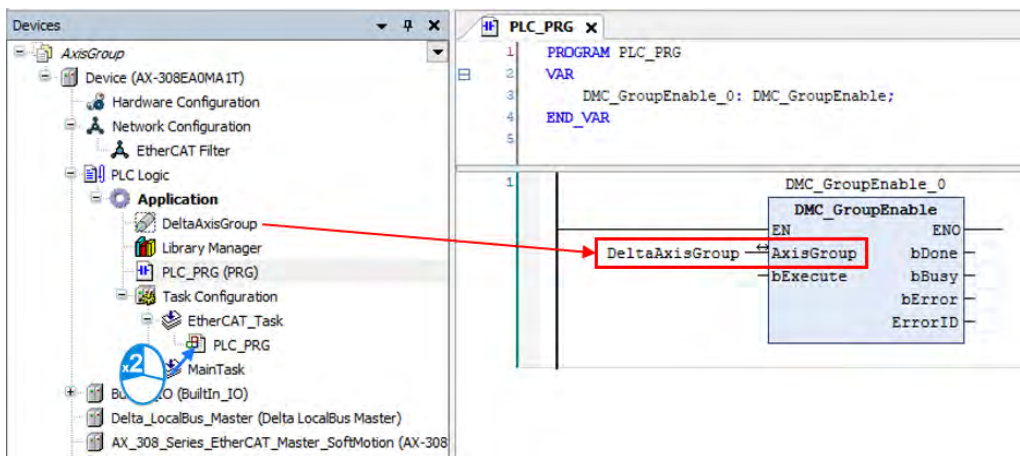 Devices
AxisGroup
Device (AX-308EA0MA1T)
Hardware Configuration
Network Configuration
EtherCAT Filter
PLC Logic
Application
DeltaAxisGroup
Library Manager
PLC_PRG (PRG)
Task Configuration
EtherCAT_Task
PLC_PRG
x2
MainTask
IO (BuiltIn_IO)
Delta_LocalBus_Master (Delta LocalBus Master)
AX_308_Series_EtherCAT_Master_SoftMotion (AX-308
PLC_PRG X
1 PROGRAM PLC_PRG
2 VAR
3 DMC_GroupEnable_0: DMC_GroupEnable;
4 END_VAR
5
1
DMC_GroupEnable_0
DMC_GroupEnable
EN ENO
DeltaAxisGroup AxisGroup bDone
bExecute bBusy
bError
ErrorID